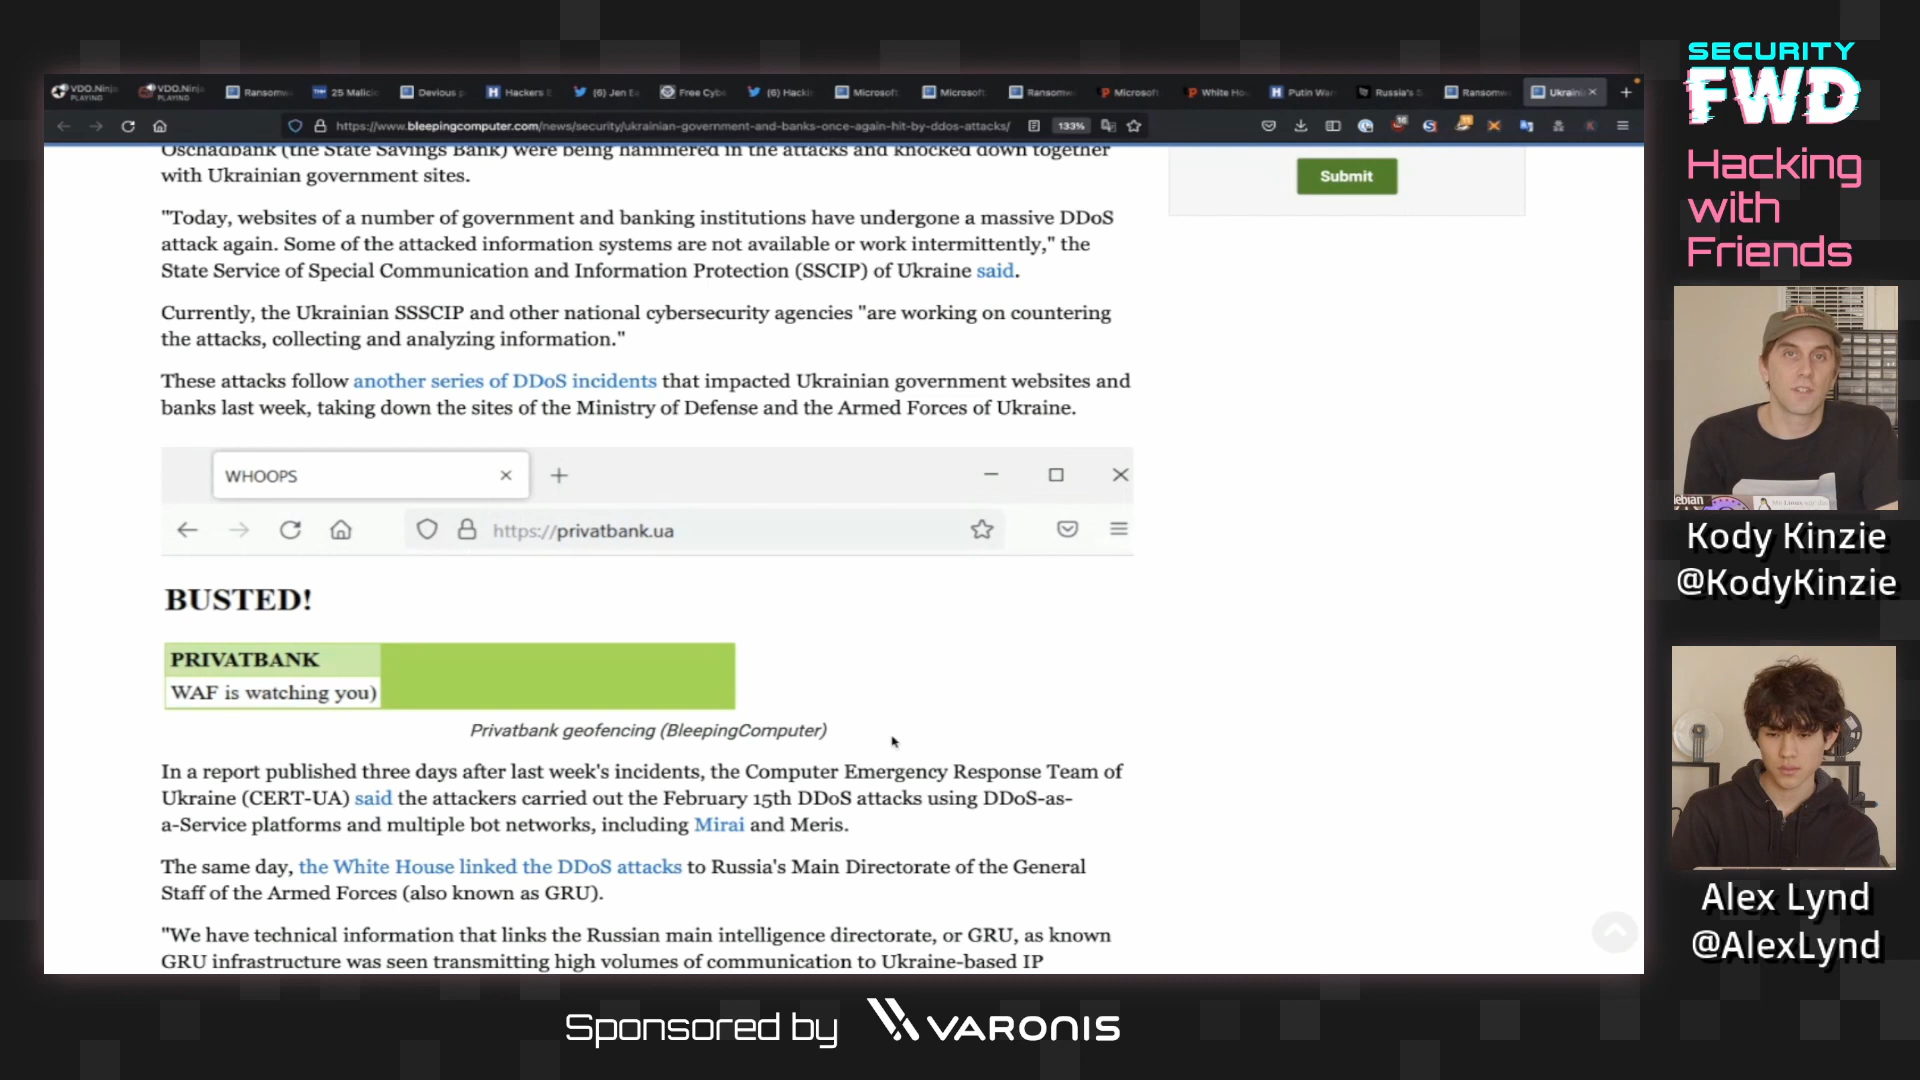 SECURITY
FWD
Hacking
with
Friends
VDO.Ninja
PLAYING
VDO.Ninja
PLAYING
Ransomw
25 Malicio
Devious p
Hackers E
(6) Jen Ea
Free Cybe
(6) Hacki
Microsoft
Microsoft
Ransomw
Microsoft
White Hou
Putin War
Russia's S
Ransomw
Ukraini
https://www.bleepingcomputer.com/news/security/ukrainian-government-and-banks-once-again-hit-by-ddos-attacks/
133%
Oschadbank (the State Savings Bank) were being hammered in the attacks and knocked down together
with Ukrainian government sites.
Submit
"Today, websites of a number of government and banking institutions have undergone a massive DDoS
attack again. Some of the attacked information systems are not available or work intermittently," the
State Service of Special Communication and Information Protection (SSCIP) of Ukraine said.
Currently, the Ukrainian SSSCIP and other national cybersecurity agencies "are working on countering
the attacks, collecting and analyzing information."
These attacks follow another series of DDoS incidents that impacted Ukrainian government websites and
banks last week, taking down the sites of the Ministry of Defense and the Armed Forces of Ukraine.
WHOOPS
https://privatbank.ua
BUSTED!
PRIVATBANK
WAF is watching you)
Privatbank geofencing (BleepingComputer)
In a report published three days after last week's incidents, the Computer Emergency Response Team of
Ukraine (CERT-UA) said the attackers carried out the February 15th DDoS attacks using DDoS-as-
a-Service platforms and multiple bot networks, including Mirai and Meris.
The same day, the White House linked the DDoS attacks to Russia's Main Directorate of the General
Staff of the Armed Forces (also known as GRU).
"We have technical information that links the Russian main intelligence directorate, or GRU, as known
GRU infrastructure was seen transmitting high volumes of communication to Ukraine-based IP
Kody Kinzie
@KodyKinzie
Alex Lynd
@AlexLynd
Sponsored by VARONIS